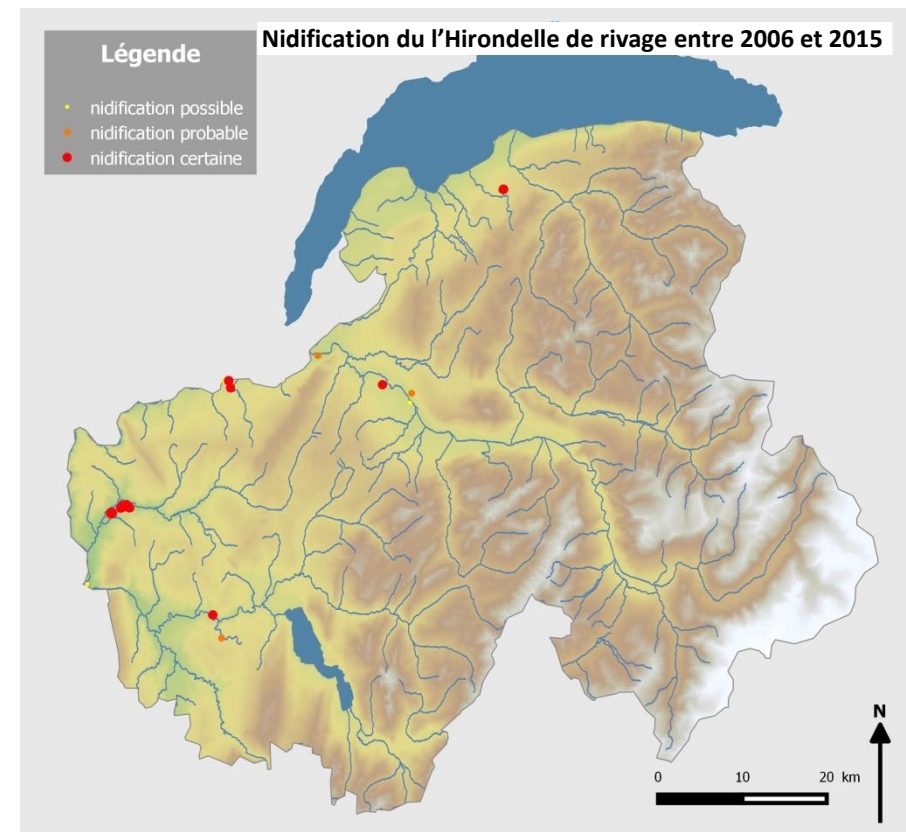 Nidification du l’Hirondelle de rivage entre 2006 et 2015
Légende
nidification possible
nidification probable
nidification certaine
N
0 10 20 km